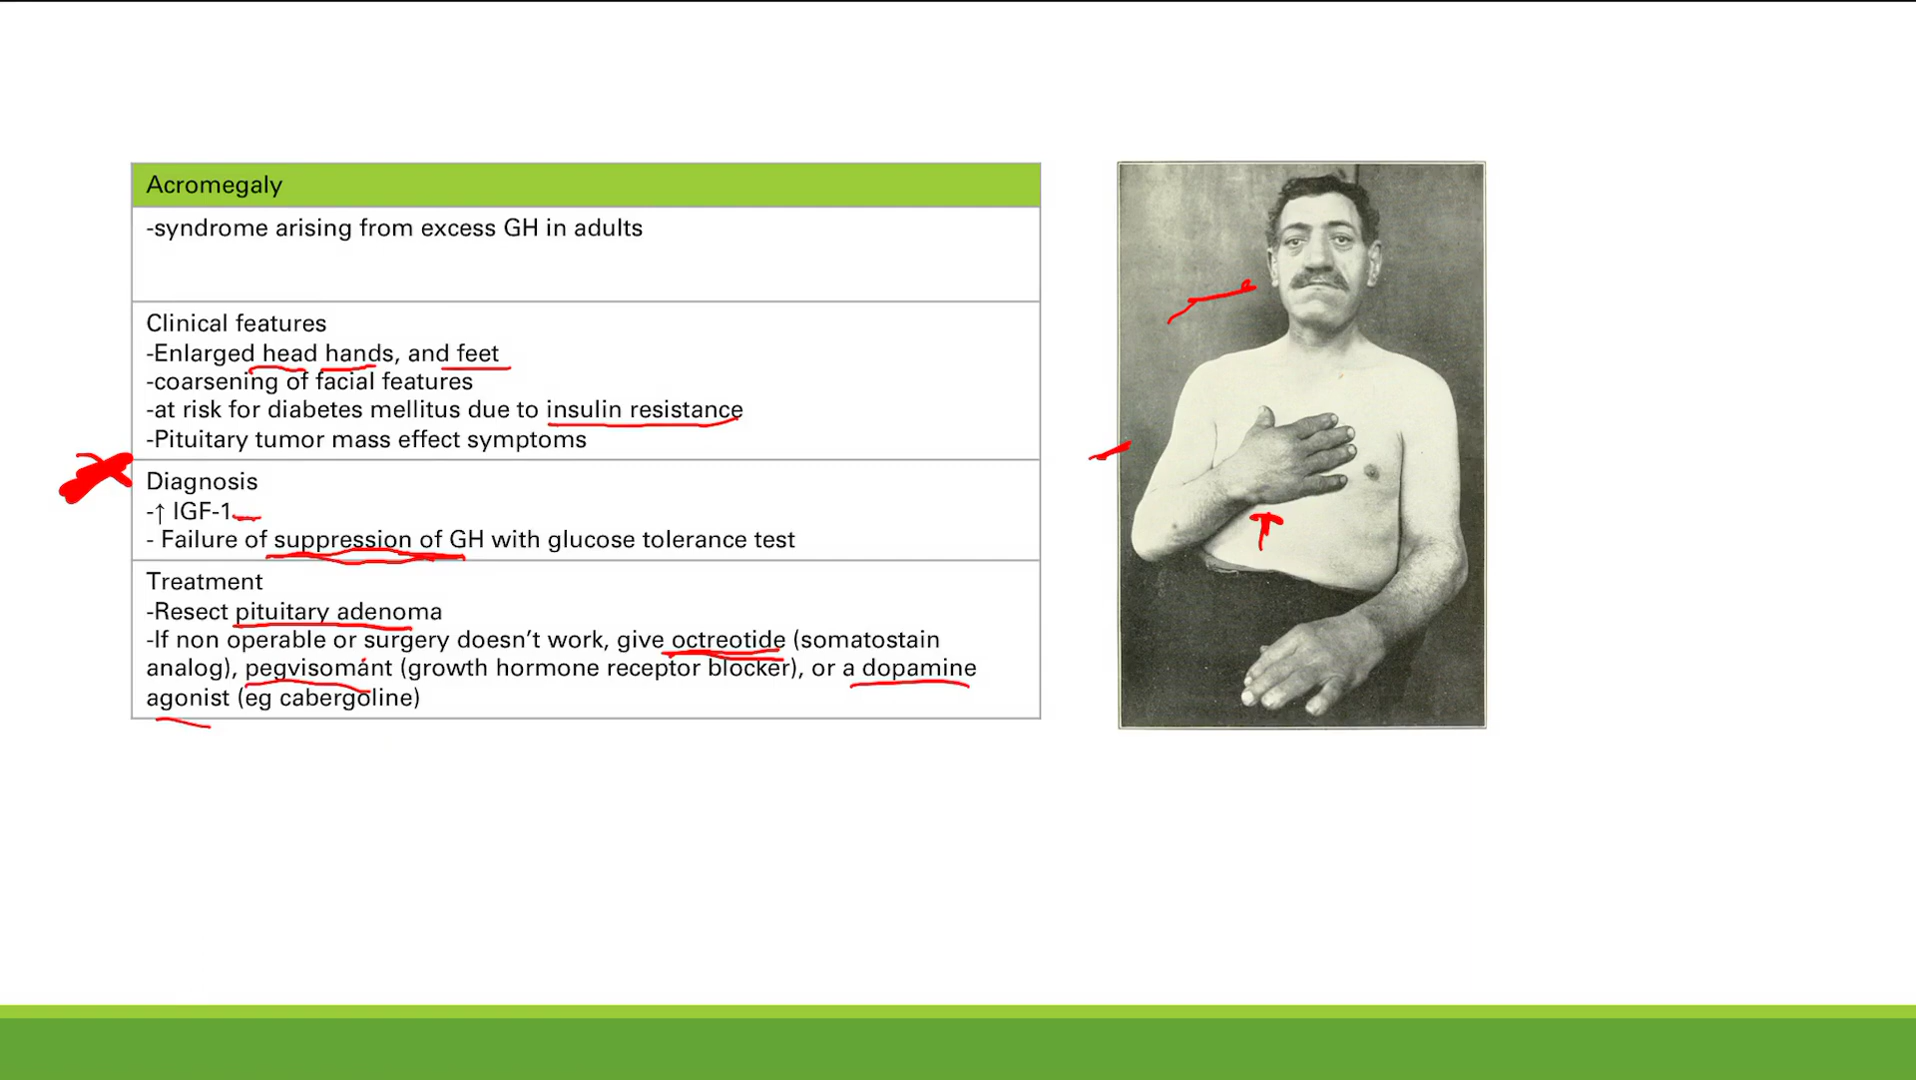 Acromegaly
-syndrome arising from excess GH in adults
Clinical features
-Enlarged head hands, and feet
-coarsening of facial features
-at risk for diabetes mellitus due to insulin resistance
-Pituitary tumor mass effect symptoms
Diagnosis
-↑ IGF-1
- Failure of suppression of GH with glucose tolerance test
Treatment
-Resect pituitary adenoma
-If non operable or surgery doesn't work, give octreotide (somatostain
analog), pegvisomant (growth hormone receptor blocker), or a dopamine
agonist (eg cabergoline)